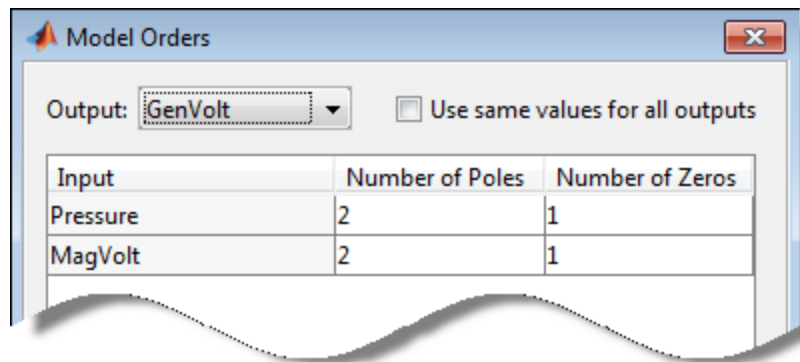 Model Orders
Output: GenVolt Use same values for all outputs
Input Number of Poles Number of Zeros
Pressure 2 1
MagVolt 2 1